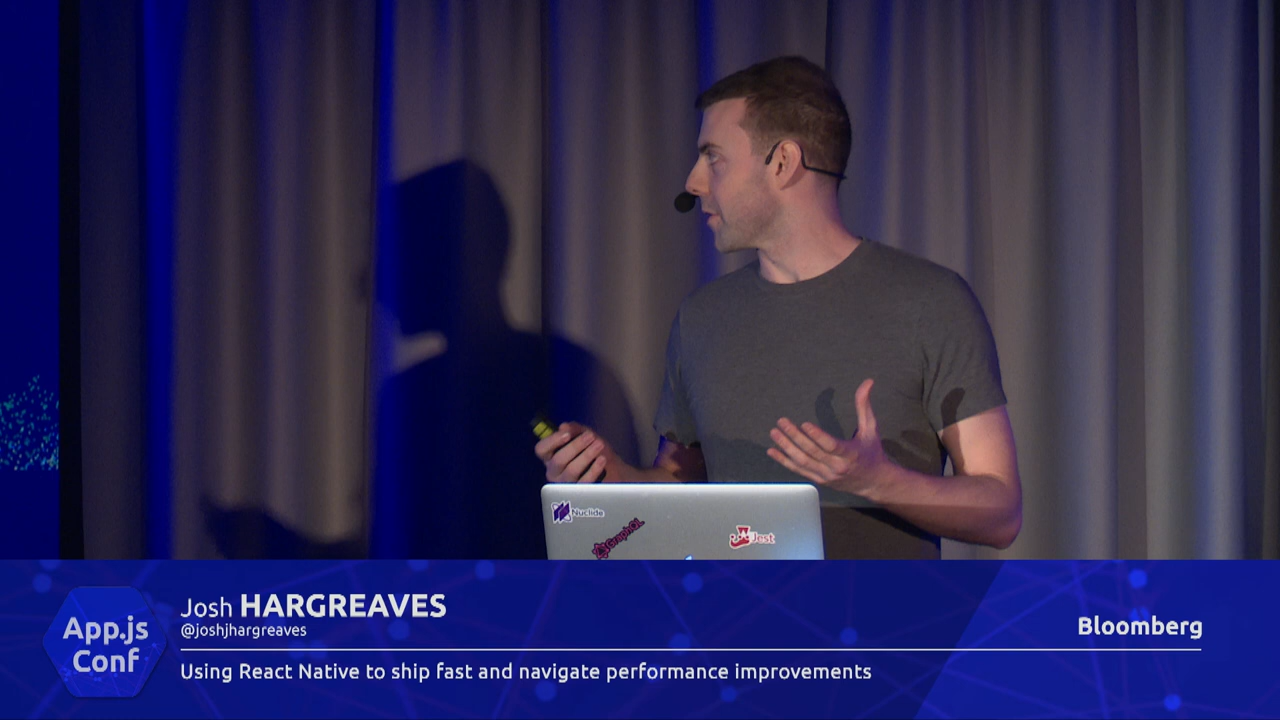 Nuclide
GraphQL
Jest
Josh HARGREAVES
@joshjhargreaves
App.js
Conf
Bloomberg
Using React Native to ship fast and navigate performance improvements